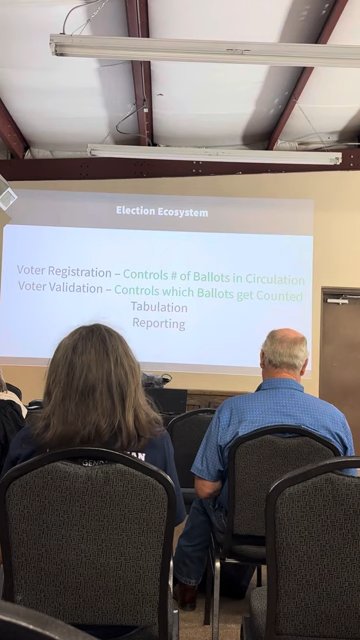 Election Ecosystem
Voter Registration – Controls # of Ballots in Circulation
Voter Validation – Controls which Ballots get Counted
Tabulation
Reporting